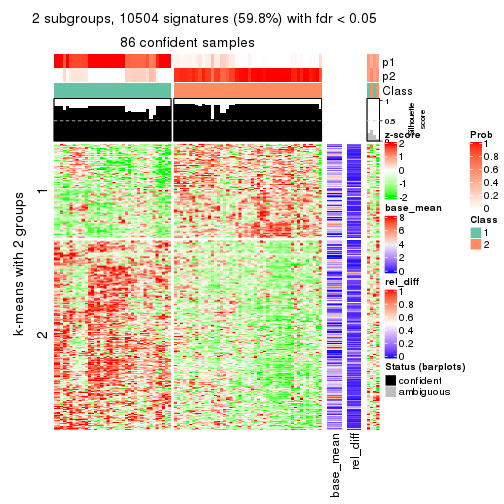 2 subgroups, 10504 signatures (59.8%) with fdr < 0.05
86 confident samples
p1
p2
Class
1
0.5
0
Silhouette
score
k-means with 2 groups
1
2
base_mean
rel_diff
z-score
2
1
0
-1
-2
base_mean
8
6
4
2
0
rel_diff
1
0.8
0.6
0.4
0.2
0
Status (barplots)
confident
ambiguous
Prob
1
0.8
0.6
0.4
0.2
0
Class
1
2